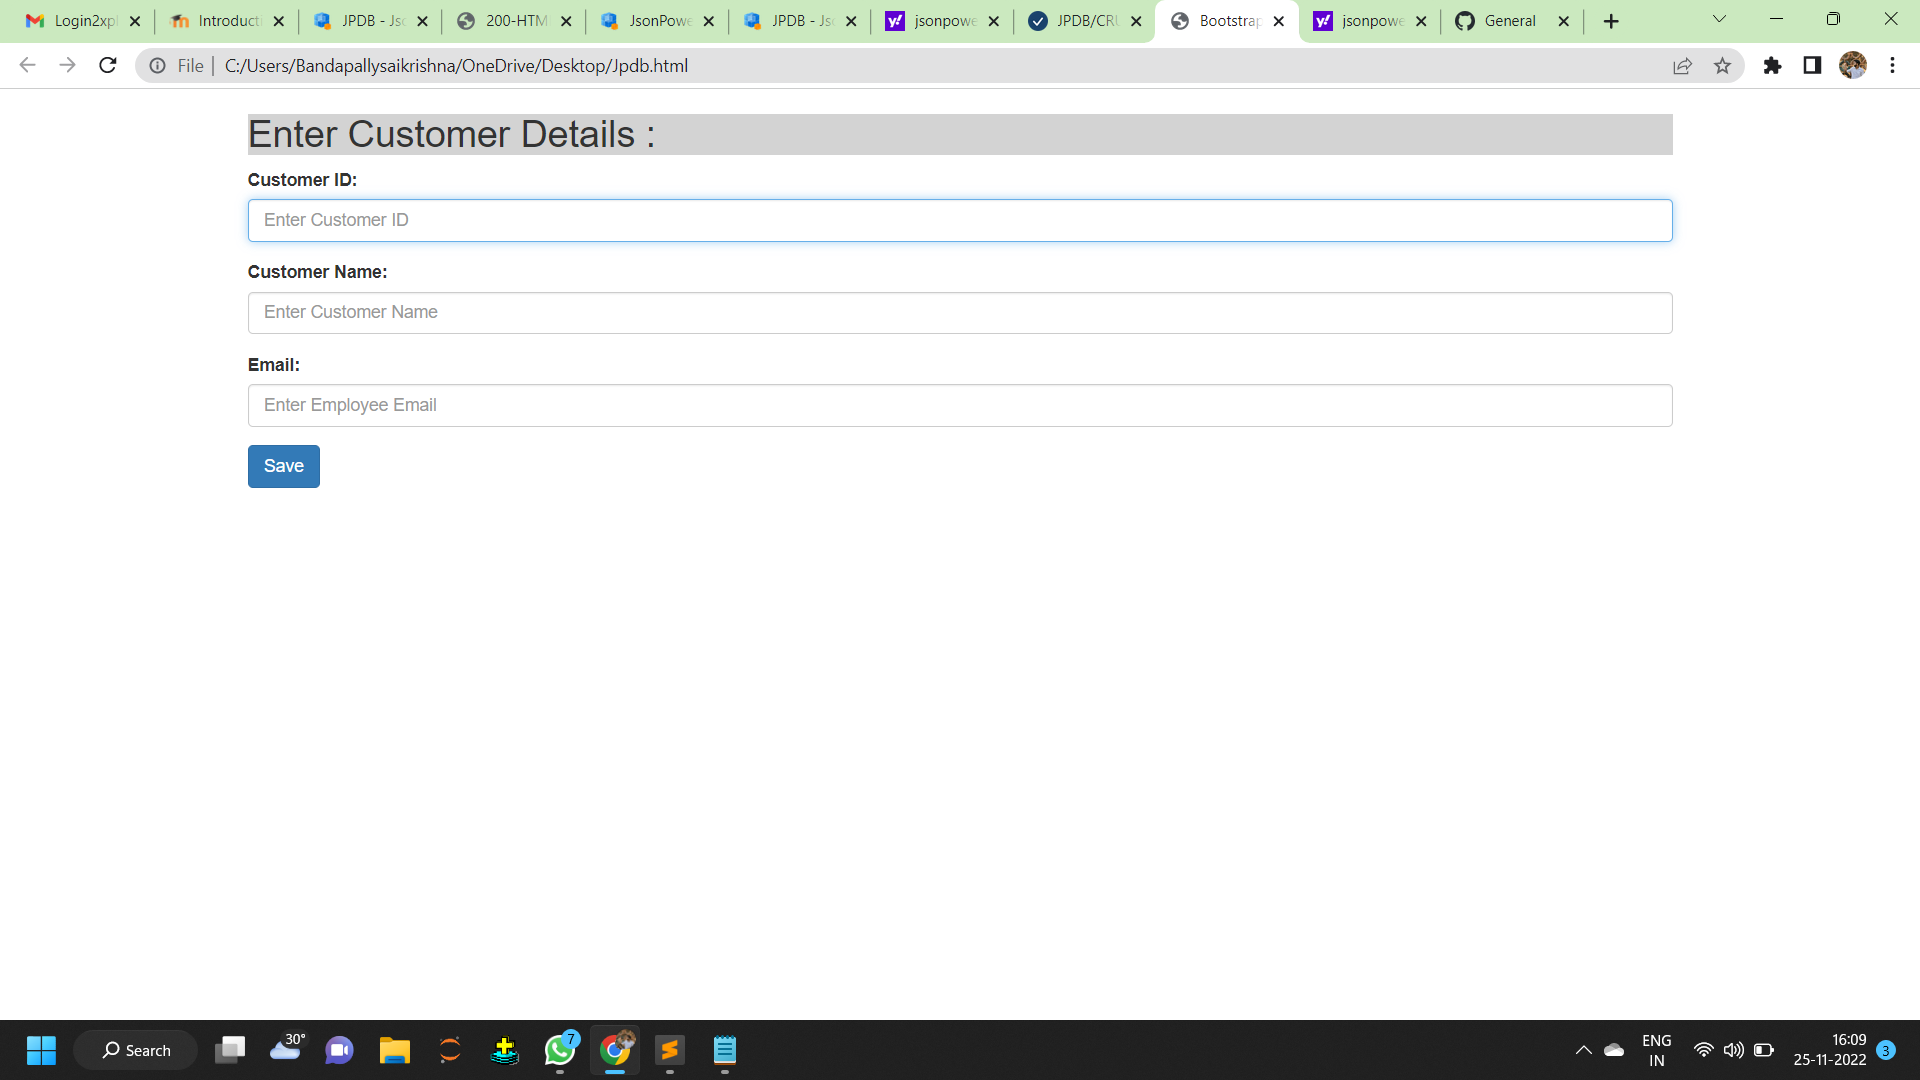 Login2xpl
Introducti
JPDB - Jso
200-HTM
JsonPowe
JPDB - Jso
jsonpowe
JPDB/CRU
Bootstrap
jsonpowe
General
File
C:/Users/Bandapallysaikrishna/OneDrive/Desktop/Jpdb.html
Enter Customer Details :
Customer ID:
Enter Customer ID
Customer Name:
Enter Customer Name
Email:
Enter Employee Email
Save
Search
30°
7
ENG
IN
16:09
25-11-2022
3